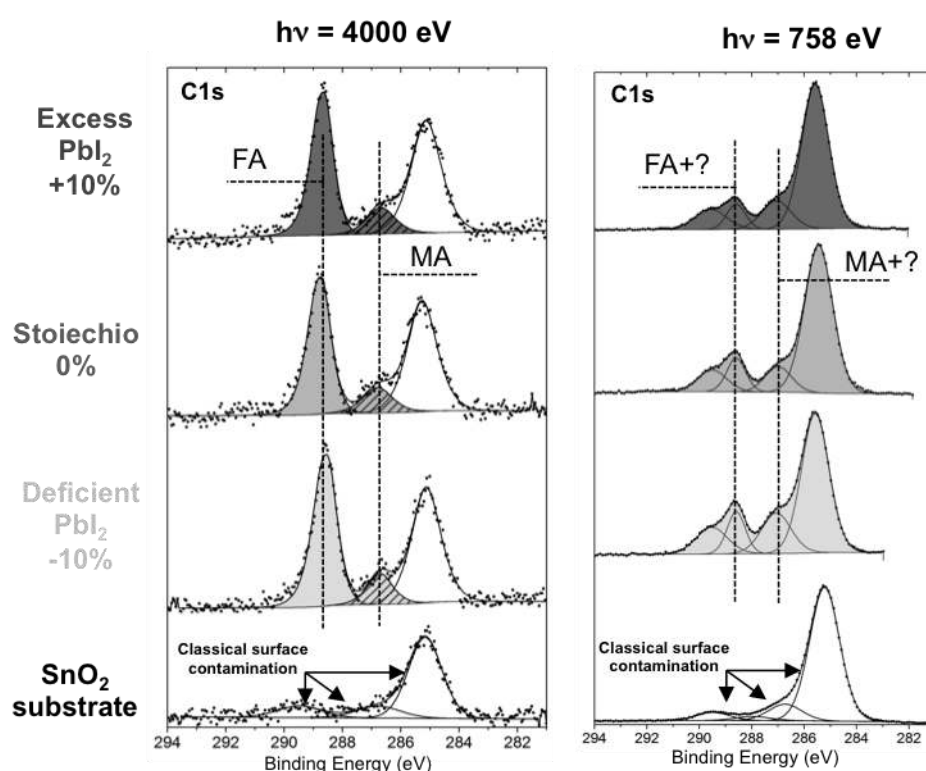 hν = 4000 eV
hν = 758 eV
C1s
C1s
Excess
PbI₂
+10%
FA
FA+?
MA
MA+?
Stoiechio
0%
Deficient
PbI₂
-10%
Classical surface
contamination
Classical surface
contamination
SnO₂
substrate
294 292 290 288 286 284 282
Binding Energy (eV)
294 292 290 288 286 284 282
Binding Energy (eV)